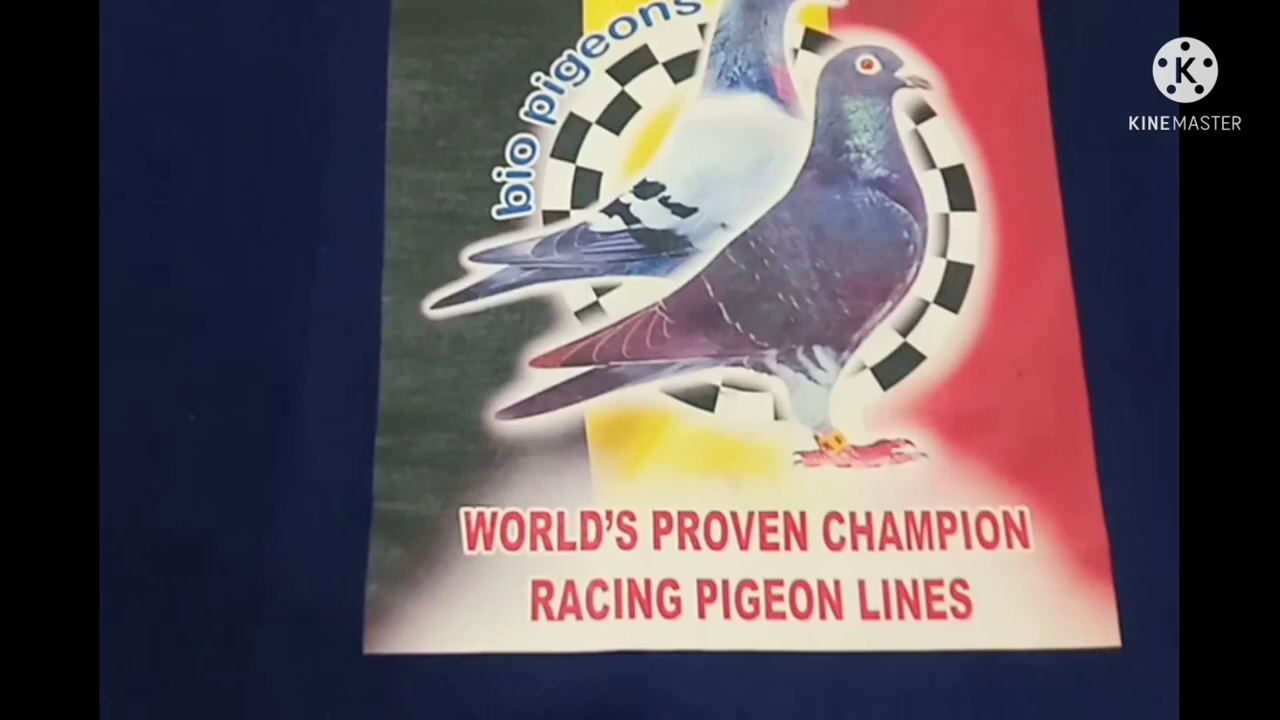 bio pigeons
K
KINEMASTER
WORLD'S PROVEN CHAMPION
RACING PIGEON LINES